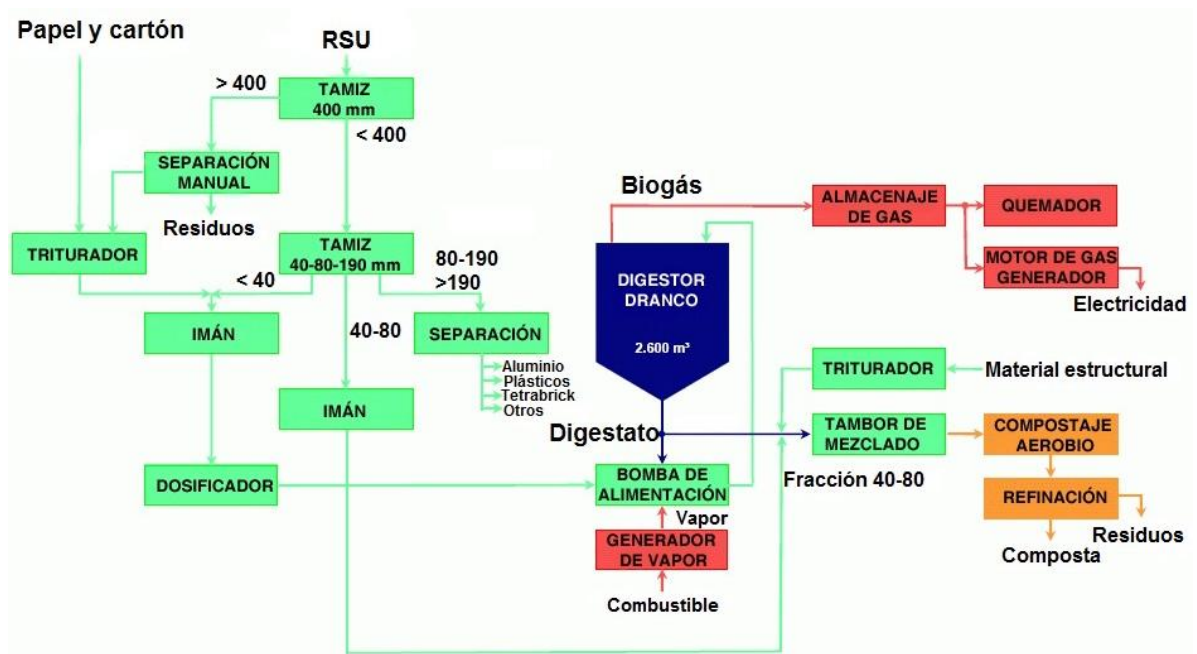 Papel y cartón
RSU
> 400
TAMIZ
400 mm
< 400
SEPARACIÓN
MANUAL
Residuos
TRITURADOR
TAMIZ
40-80-190 mm
80-190
>190
< 40
40-80
IMÁN
SEPARACIÓN
Aluminio
Plásticos
Tetrabrick
Otros
IMÁN
DOSIFICADOR
Biogás
ALMACENAJE
DE GAS
QUEMADOR
MOTOR DE GAS
GENERADOR
Electricidad
DIGESTOR
DRANCO
2.600 m³
TRITURADOR
Material estructural
Digestato
TAMBOR DE
MEZCLADO
COMPOSTAJE
AEROBIO
BOMBA DE
ALIMENTACIÓN
Fracción 40-80
REFINACIÓN
Vapor
Residuos
GENERADOR
DE VAPOR
Composta
Combustible